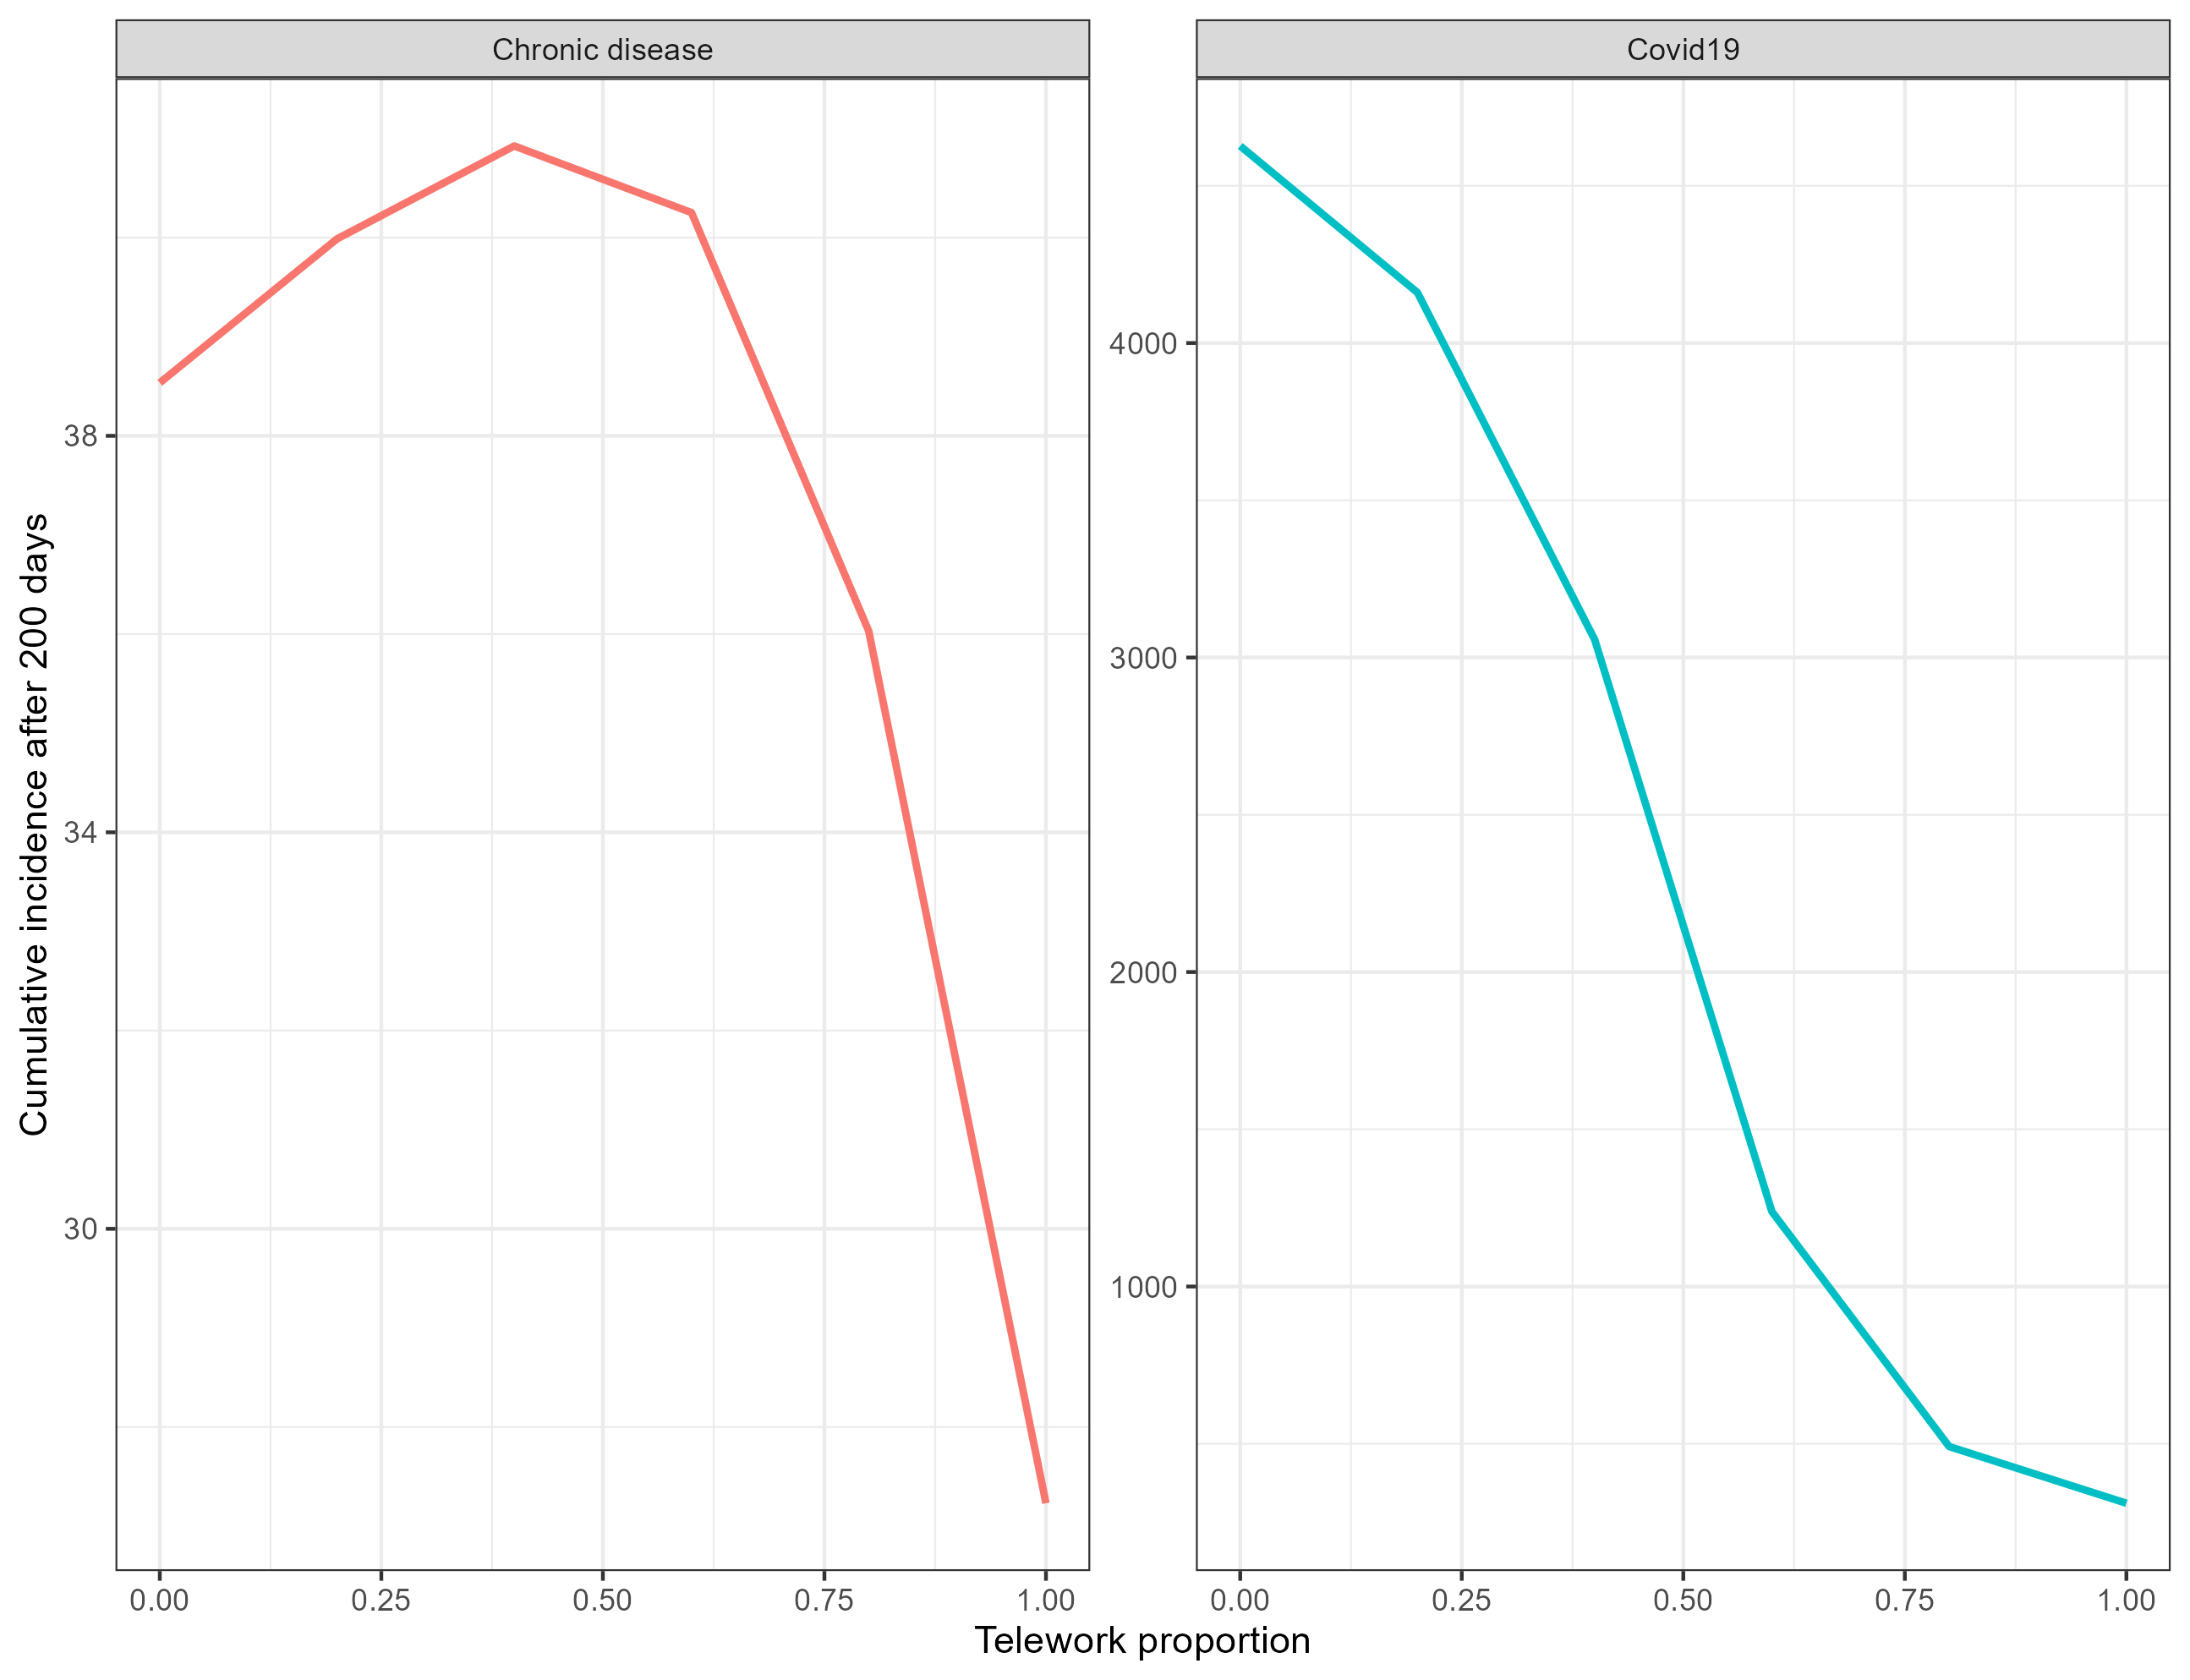 Chronic disease
Covid19
Cumulative incidence after 200 days
38
34
30
4000
3000
2000
1000
0.00 0.25 0.50 0.75 1.00
0.00 0.25 0.50 0.75 1.00
Telework proportion